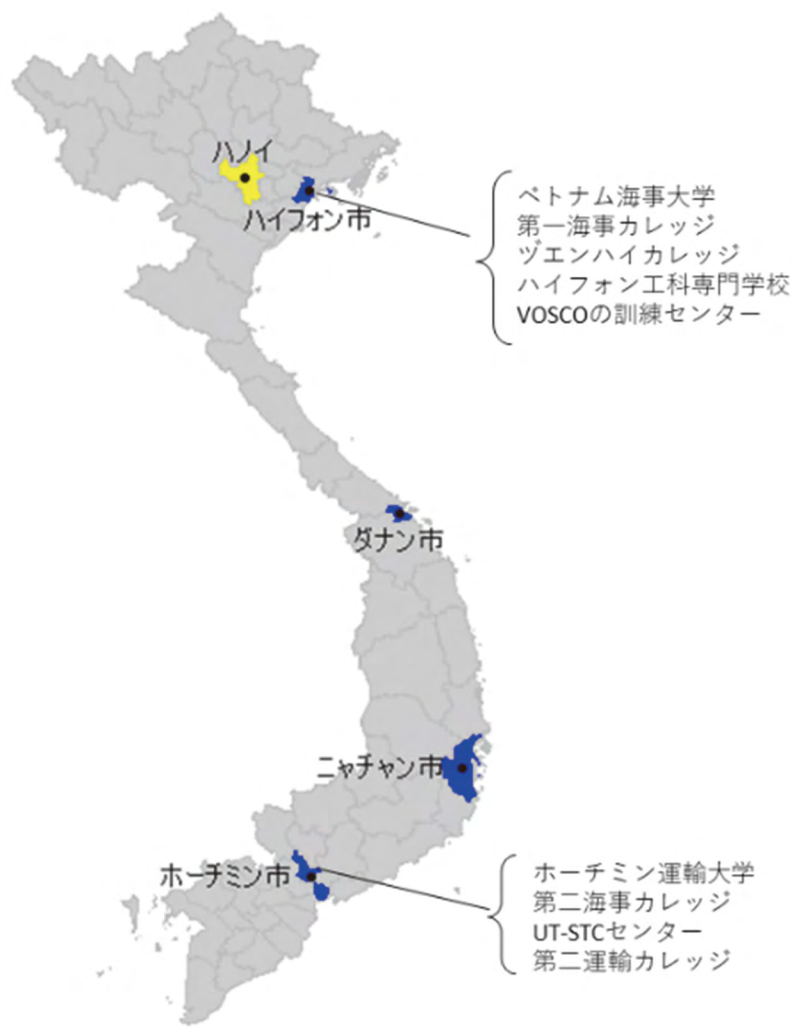 ハノイ
ハイフォン市
ベトナム海事大学
第一海事カレッジ
ヅエンハイカレッジ
ハイフォン工科専門学校
VOSCOの訓練センター
ダナン市
ニャチャン市
ホーチミン市
ホーチミン運輸大学
第二海事カレッジ
UT-STCセンター
第二運輸カレッジ